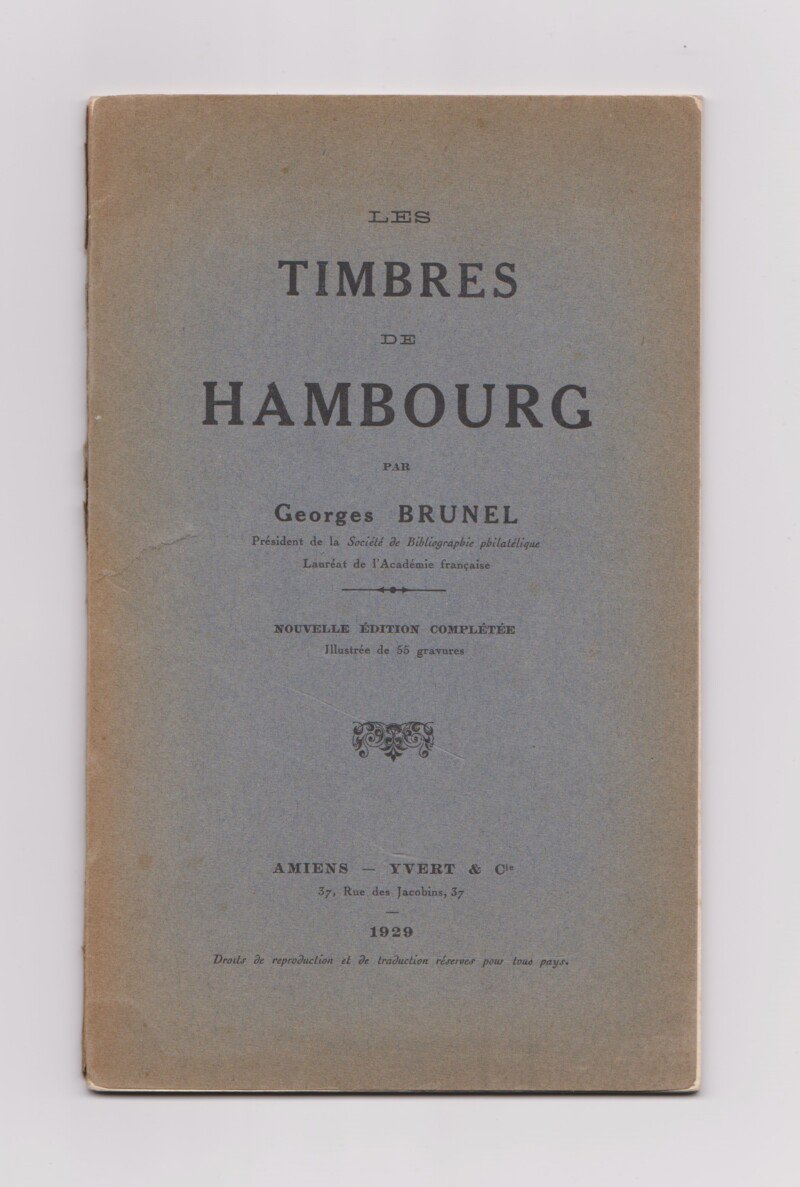 LES
TIMBRES
DE
HAMBOURG
PAR
Georges BRUNEL
Président de la Société de Bibliographie philatélique
Lauréat de l'Académie française
NOUVELLE ÉDITION COMPLÉTÉE
Illustrée de 55 gravures
AMIENS — YVERT & Cie
37, Rue des Jacobins, 37
1929
Droits de reproduction et de traduction réserves pour tous pays.